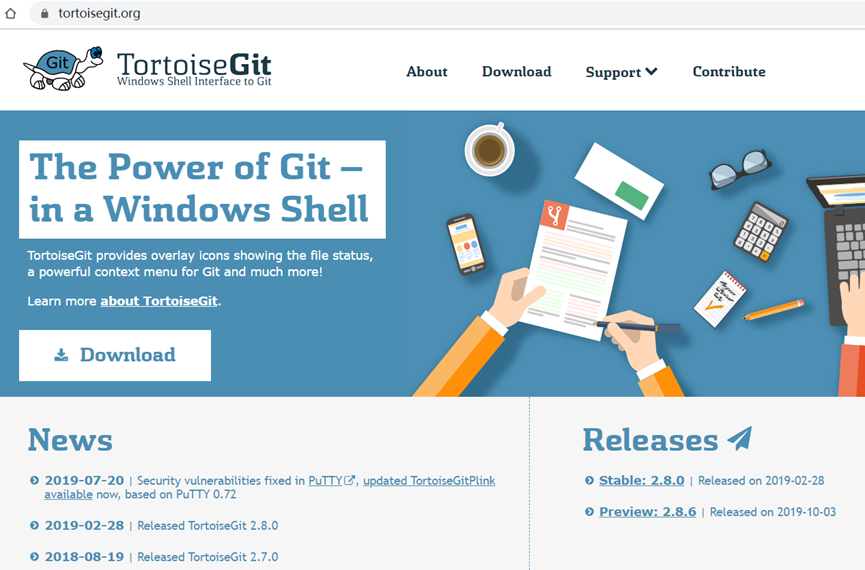 tortoisegit.org
Git
TortoiseGit
Windows Shell Interface to Git
About Download Support Contribute
The Power of Git –
in a Windows Shell
TortoiseGit provides overlay icons showing the file status,
a powerful context menu for Git and much more!
Learn more about TortoiseGit.
Download
News
2019-07-20 | Security vulnerabilities fixed in PuTTY, updated TortoiseGitPlink
available now, based on PuTTY 0.72
2019-02-28 | Released TortoiseGit 2.8.0
2018-08-19 | Released TortoiseGit 2.7.0
Releases
Stable: 2.8.0 | Released on 2019-02-28
Preview: 2.8.6 | Released on 2019-10-03